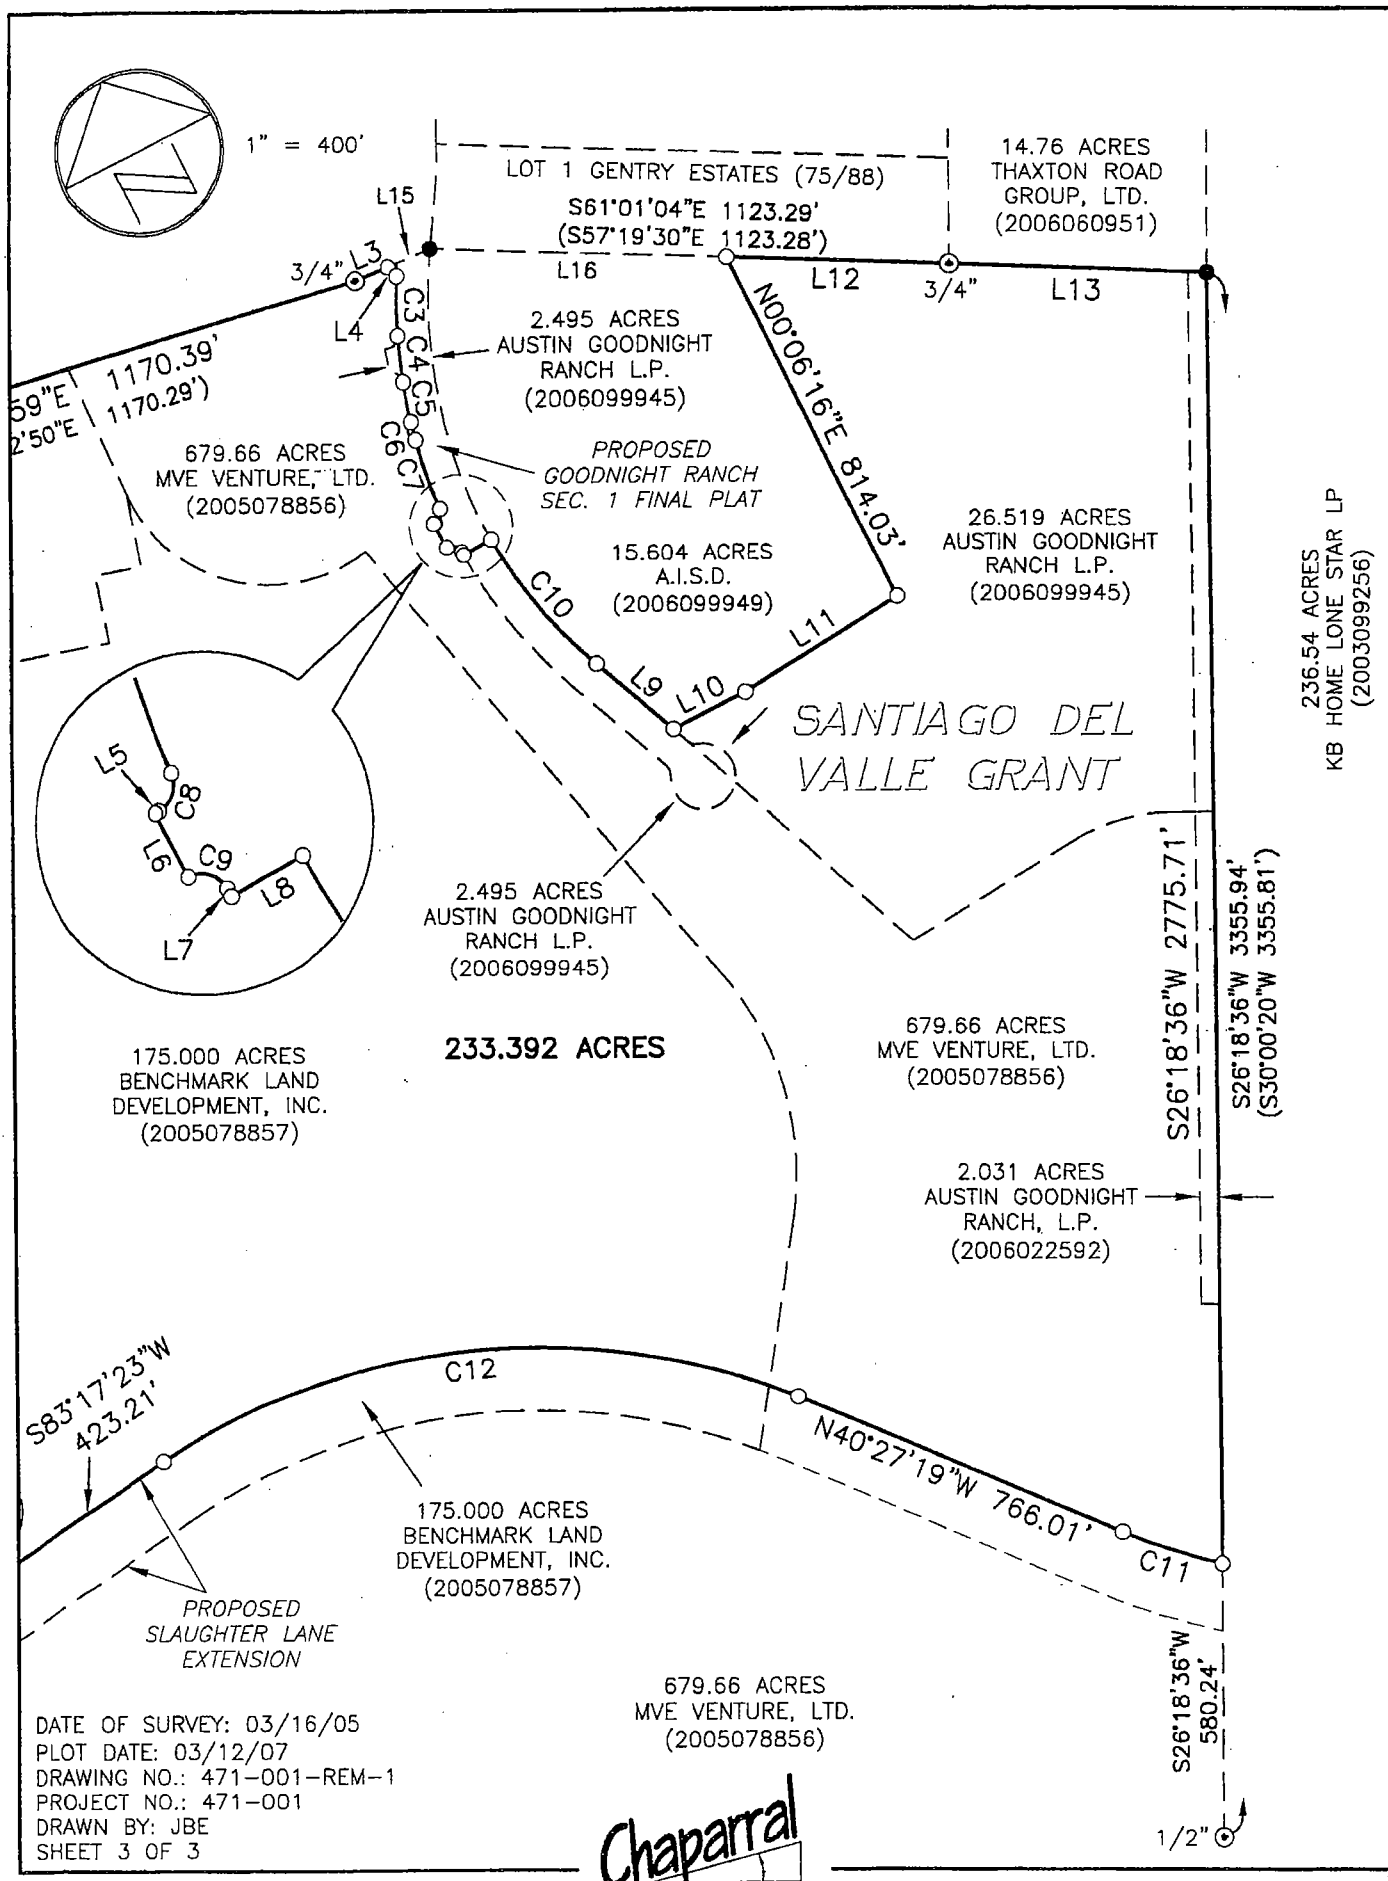 1" = 400'
LOT 1 GENTRY ESTATES (75/88)
S61°01'04"E 1123.29'
(S57°19'30"E 1123.28')
14.76 ACRES
THAXTON ROAD
GROUP, LTD.
(2006060951)
L15
L3
3/4"
L4
L16
L12
3/4"
L13
C3
C4
C5
C6
C7
2.495 ACRES
AUSTIN GOODNIGHT
RANCH L.P.
(2006099945)
N00°06'16"E 814.03'
59"E 1170.39'
2'50"E 1170.29')
679.66 ACRES
MVE VENTURE, LTD.
(2005078856)
PROPOSED
GOODNIGHT RANCH
SEC. 1 FINAL PLAT
15.604 ACRES
A.I.S.D.
(2006099949)
26.519 ACRES
AUSTIN GOODNIGHT
RANCH L.P.
(2006099945)
236.54 ACRES
KB HOME LONE STAR LP
(2003099256)
C10
L9
L10
L11
SANTIAGO DEL
VALLE GRANT
L5
C8
L6
C9
L8
L7
2.495 ACRES
AUSTIN GOODNIGHT
RANCH L.P.
(2006099945)
S26°18'36"W 2775.71'
S26°18'36"W 3355.94'
(S30°00'20"W 3355.81')
175.000 ACRES
BENCHMARK LAND
DEVELOPMENT, INC.
(2005078857)
233.392 ACRES
679.66 ACRES
MVE VENTURE, LTD.
(2005078856)
2.031 ACRES
AUSTIN GOODNIGHT
RANCH, L.P.
(2006022592)
S83°17'23"W
423.21'
C12
N40°27'19"W 766.01'
C11
175.000 ACRES
BENCHMARK LAND
DEVELOPMENT, INC.
(2005078857)
PROPOSED
SLAUGHTER LANE
EXTENSION
S26°18'36"W
580.24'
679.66 ACRES
MVE VENTURE, LTD.
(2005078856)
1/2"
DATE OF SURVEY: 03/16/05
PLOT DATE: 03/12/07
DRAWING NO.: 471-001-REM-1
PROJECT NO.: 471-001
DRAWN BY: JBE
SHEET 3 OF 3
Chaparral